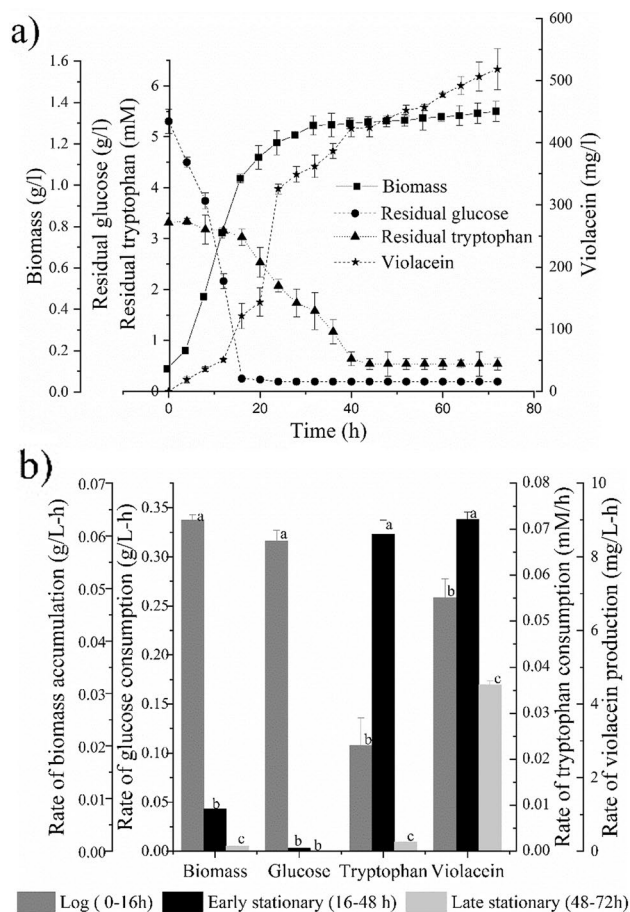 a)
Biomass (g/l)
1.6
1.4
1.2
1.0
0.8
0.6
0.4
0.2
0.0
Residual glucose (g/l)
Residual tryptophan (mM)
6
5
4
3
2
1
0
Biomass
Residual glucose
Residual tryptophan
Violacein
600
500
400
300
200
100
0
Violacein (mg/l)
0 20 40 60 80
Time (h)
b)
Rate of biomass accumulation (g/L-h)
0.07
0.06
0.05
0.04
0.03
0.02
0.01
0.00
Rate of glucose consumption (g/L-h)
0.35
0.30
0.25
0.20
0.15
0.10
0.05
0.00
a
b
c
a
b b
b
a
c
b
a
c
0.08
0.07
0.06
0.05
0.04
0.03
0.02
0.01
0.00
Rate of tryptophan consumption (mM/h)
10
8
6
4
2
0
Rate of violacein production (mg/L-h)
Biomass Glucose Tryptophan Violacein
Log ( 0-16h) Early stationary (16-48 h) Late stationary (48-72h)